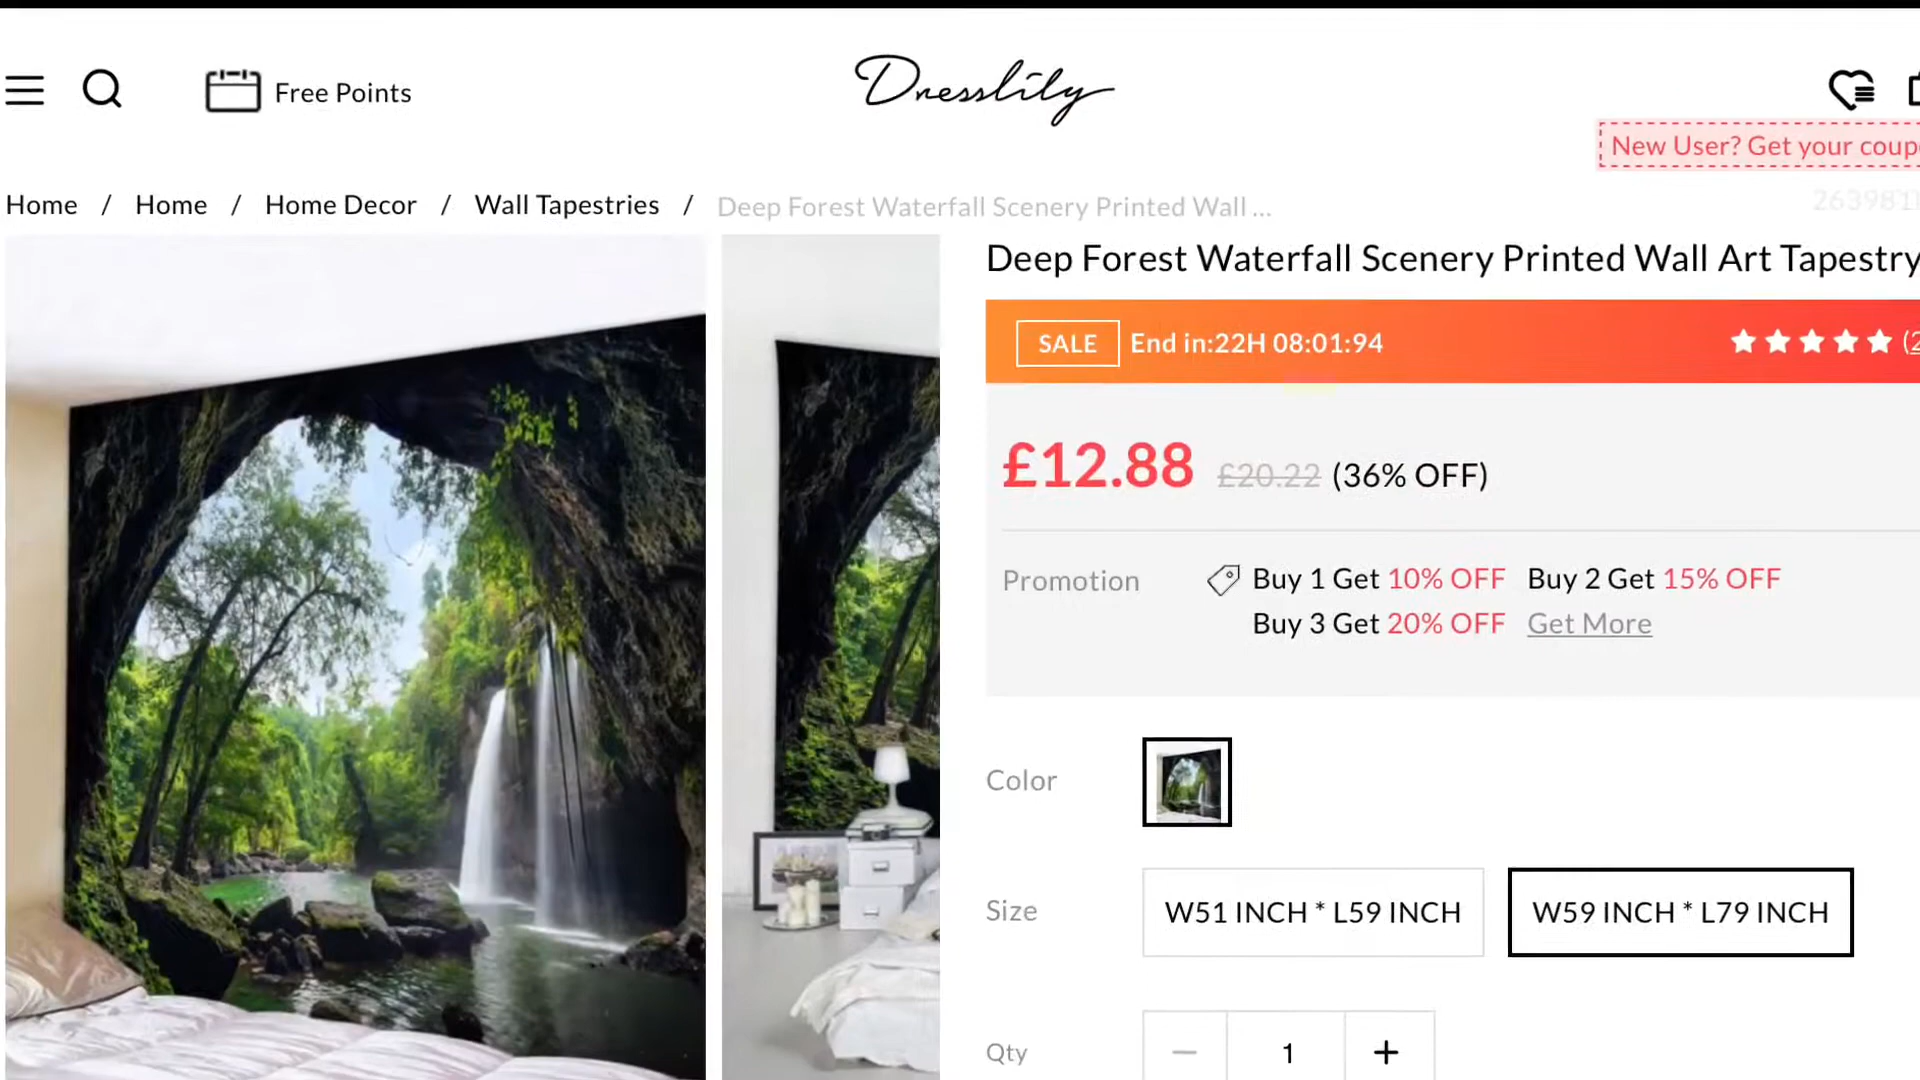 Free Points
Dresslily
New User? Get your
Home / Home / Home Decor / Wall Tapestries / Deep Forest Waterfall Scenery Printed Wall ...
Deep Forest Waterfall Scenery Printed Wall Art Tapestry
SALE End in:22H 08:01:94
£12.88 £20.22 (36% OFF)
Promotion Buy 1 Get 10% OFF Buy 2 Get 15% OFF
Buy 3 Get 20% OFF Get More
Color
Size W51 INCH * L59 INCH W59 INCH * L79 INCH
Qty 1